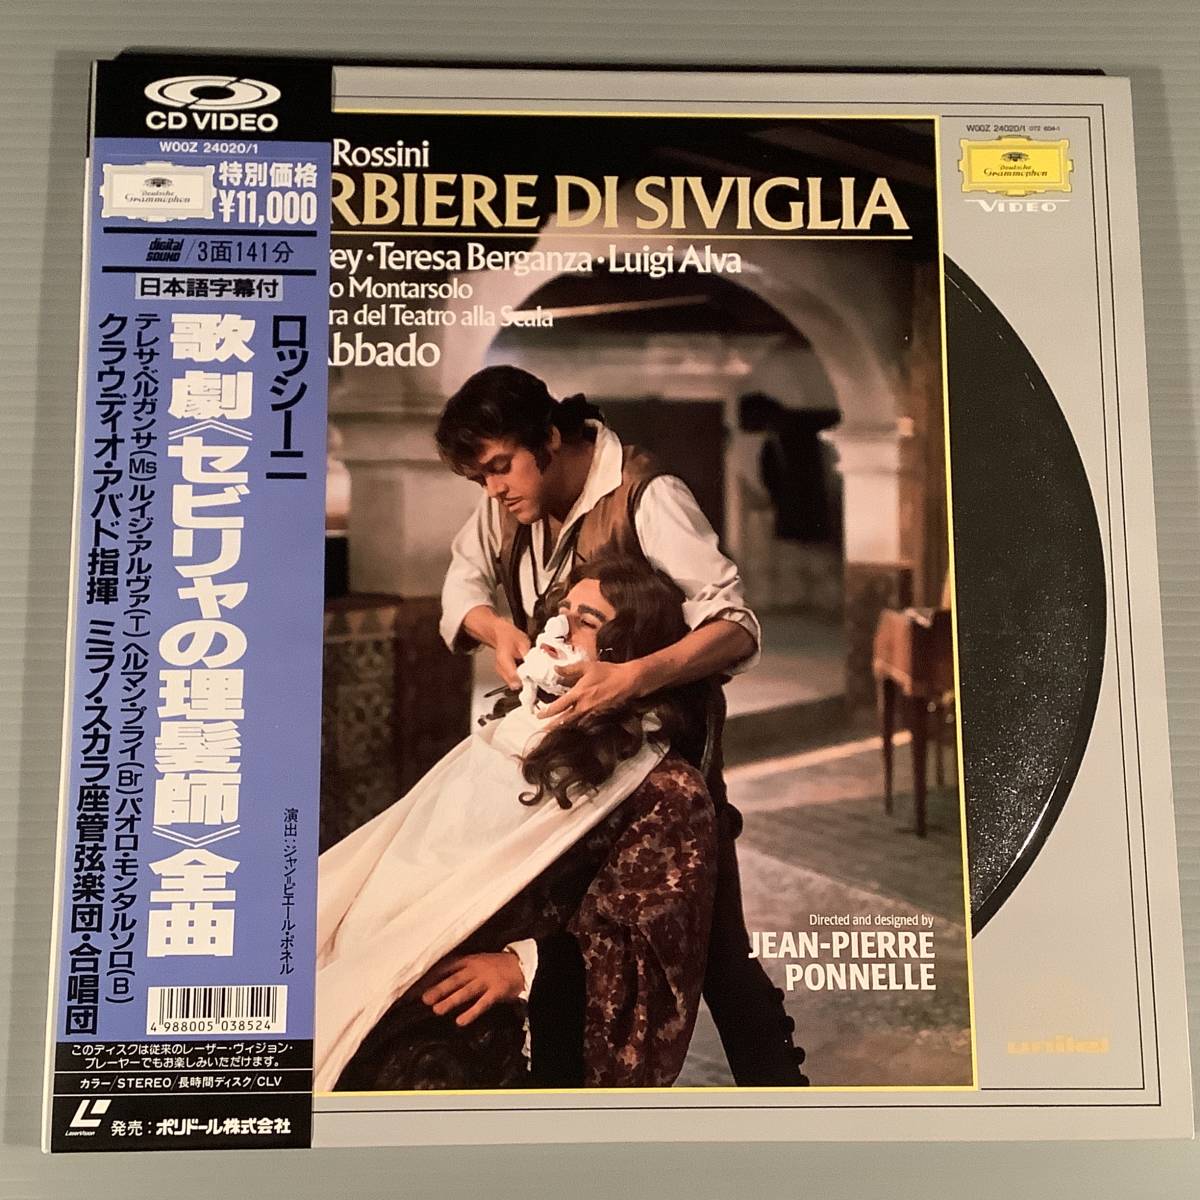 CD VIDEO
WOOZ 24020/1
Deutsche
Grammophon
特別価格
¥11,000
digital
SOUND
/3面141分
日本語字幕付
ロッシーニ
歌劇《セビリャの理髪師》全曲
テレサ・ベルガンサ(Ms)ルイジ・アルヴァ(T)ヘルマン・プライ(Br)パオロ・モンタルソロ(B)
クラウディオ・アバド指揮 ミラノ・スカラ座管弦楽団・合唱団
演出:ジャン=ピエール・ポネル
4 988005 038524
このディスクは従来のレーザー・ヴィジョン・
プレーヤーでもお楽しみいただけます。
カラー/STEREO/長時間ディスク/CLV
LaserVision
発売:ポリドール株式会社
Rossini
RBIERE DI SIVIGLIA
rey·Teresa Berganza·Luigi Alva
o Montarsolo
ra del Teatro alla Scala
Abbado
Directed and designed by
JEAN-PIERRE
PONNELLE
WOOZ 24020/1 072 604-1
Deutsche
Grammophon
VIDEO
unitel